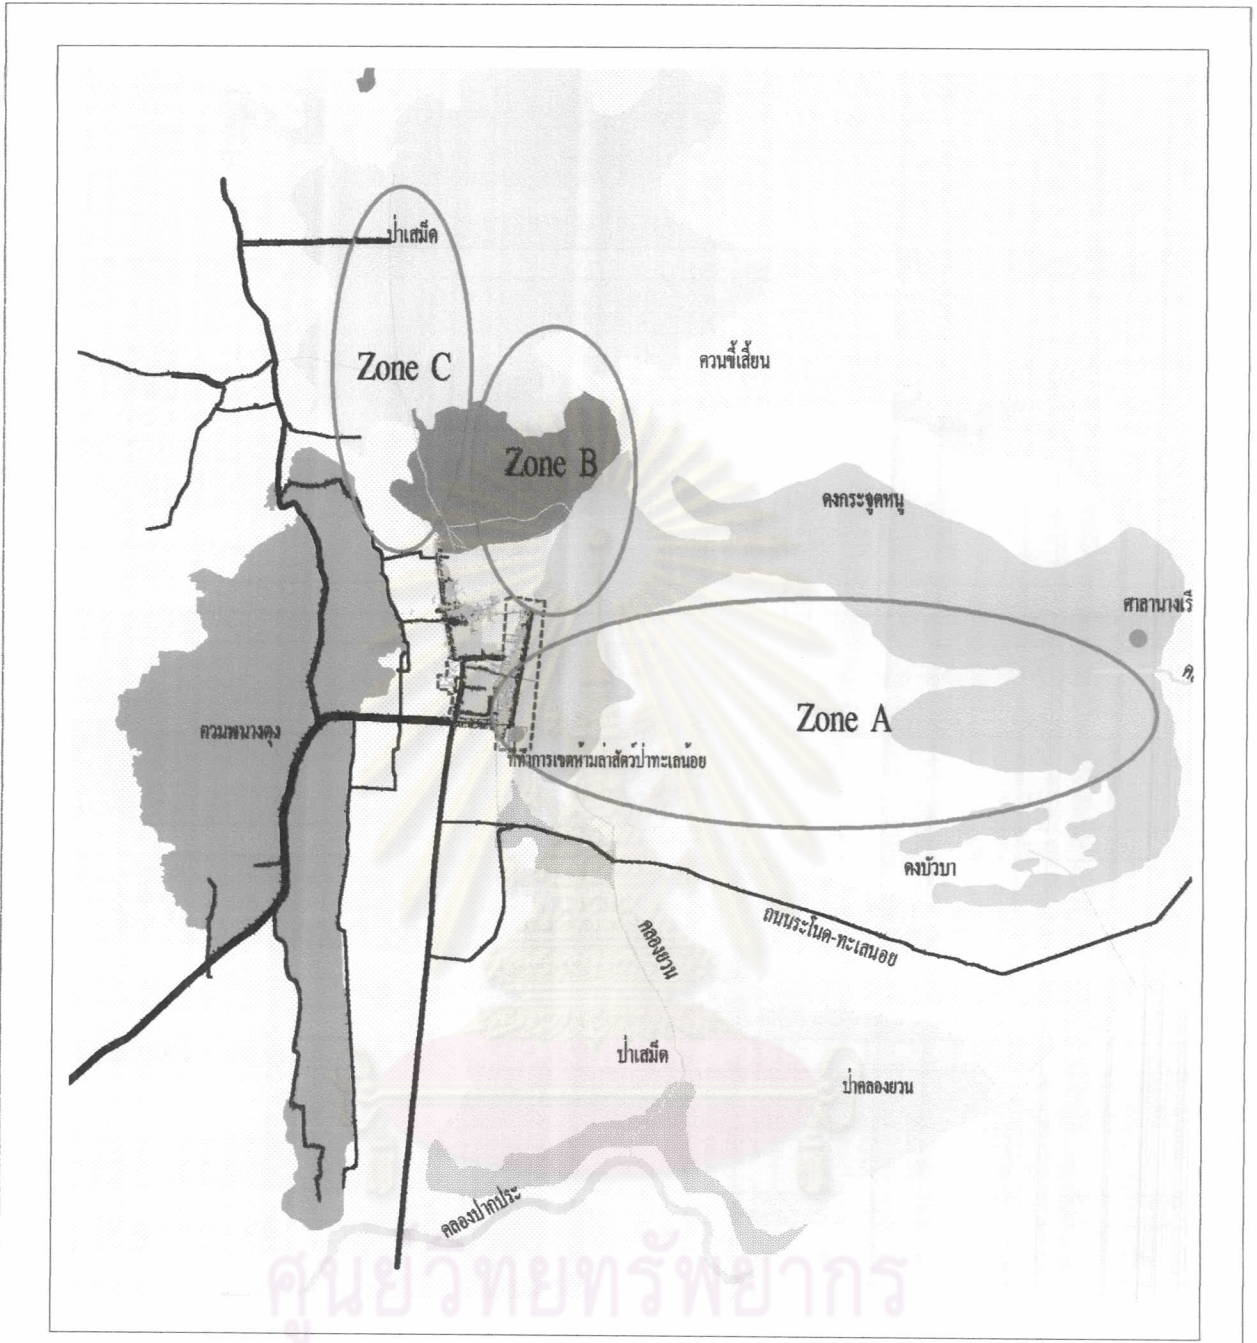 ป่าเสม็ด
ควนขี้เสี้ยน
Zone C
Zone B
ดงกระจูดหนู
ศาลานางเรื
Zone A
ควนพนางตุง
ที่ทำการเขตห้ามล่าสัตว์ป่าทะเลน้อย
ดงบัวบา
ถนนระโนด-ทะเลนอย
คลองยวน
ป่าเสม็ด
ป่าคลองยวน
คลองปากประ
ศูนย์วิทยทรัพยากร